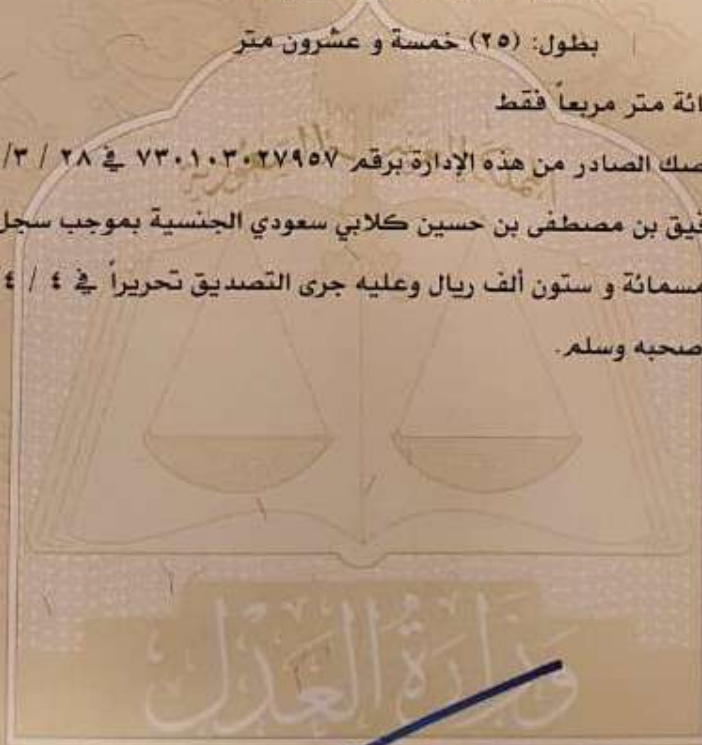 بطول: (٢٥) خمسة و عشرون متر
ائة متر مربعاً فقط
صك الصادر من هذه الإدارة برقم ٧٣٠١٠٣٠٢٧٩٥٧ في ٢٨ / ٣ /
فيق بن مصطفى بن حسين كلابي سعودي الجنسية بموجب سجل
مسمائة و ستون ألف ريال وعليه جرى التصديق تحريراً في ٤ / ٤
صحبه وسلم.
وزارة العدل